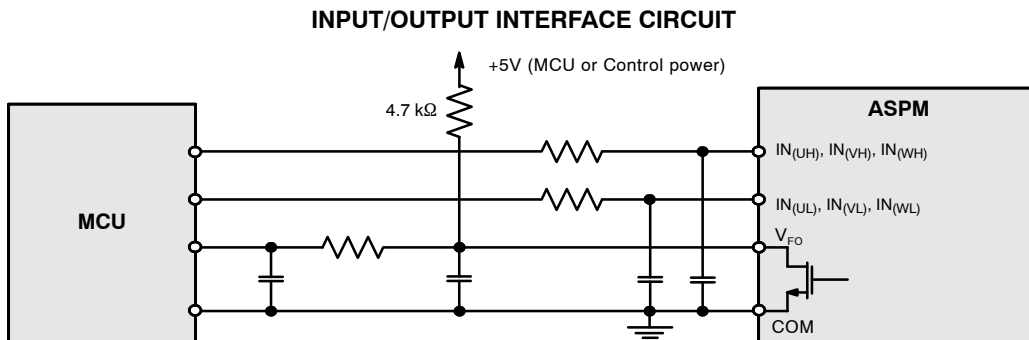 INPUT/OUTPUT INTERFACE CIRCUIT
+5V (MCU or Control power)
4.7 kΩ
ASPM
IN(UH), IN(VH), IN(WH)
IN(UL), IN(VL), IN(WL)
MCU
VFO
COM